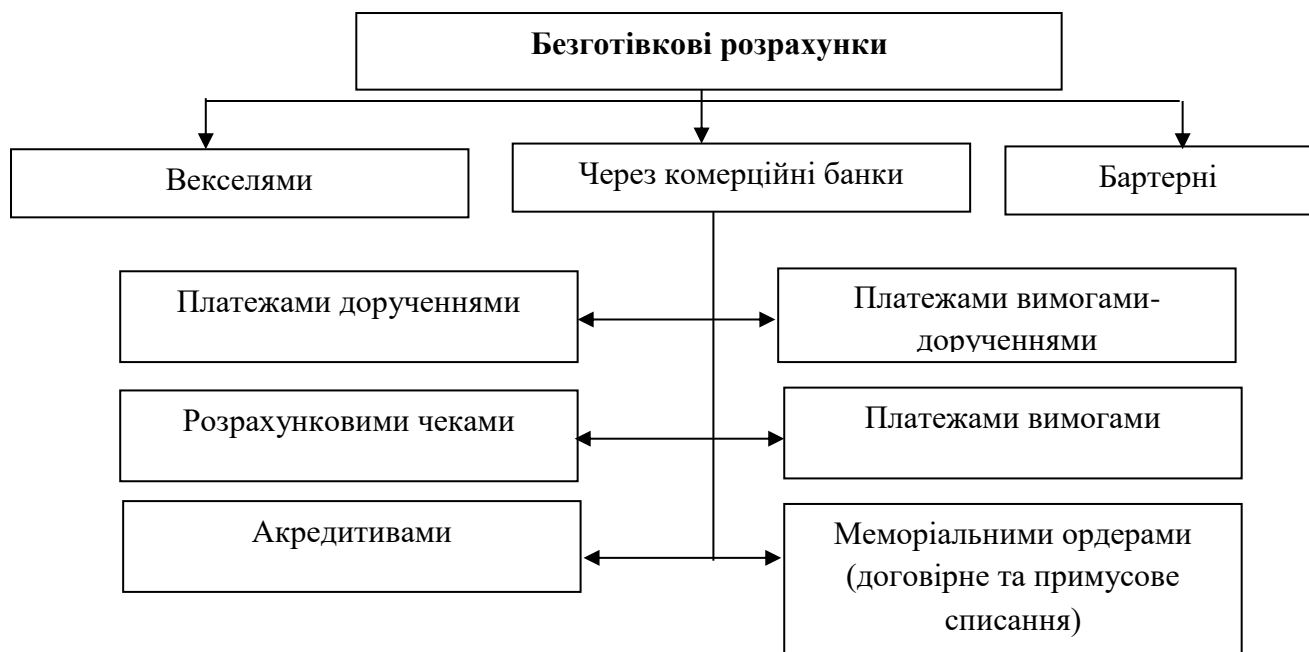 Безготівкові розрахунки
Векселями
Через комерційні банки
Бартерні
Платежами дорученнями
Платежами вимогами-
дорученнями
Розрахунковими чеками
Платежами вимогами
Акредитивами
Меморіальними ордерами
(договірне та примусове
списання)